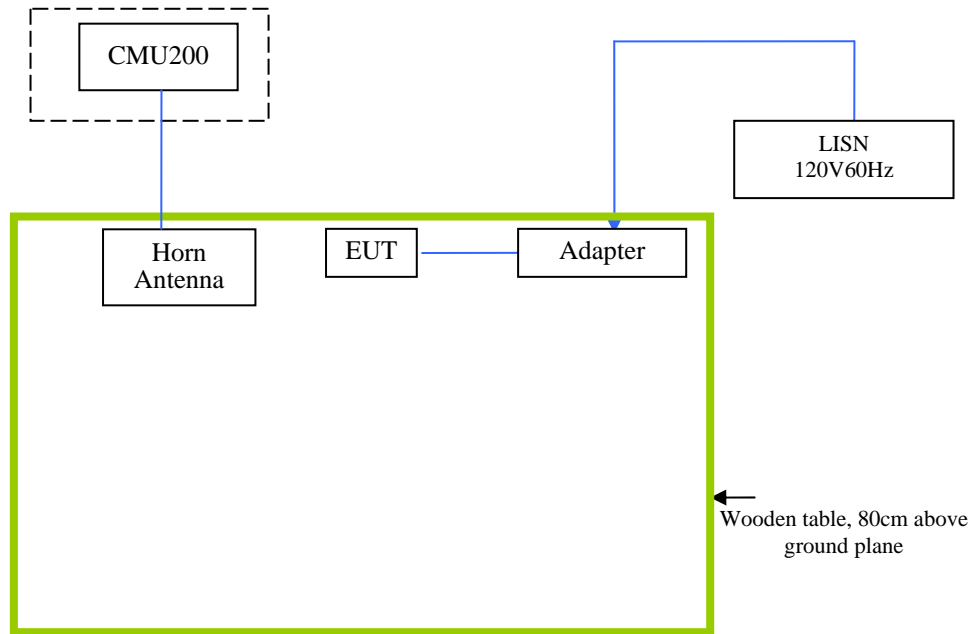 CMU200
LISN
120V60Hz
Horn
Antenna
EUT
Adapter
Wooden table, 80cm above
ground plane